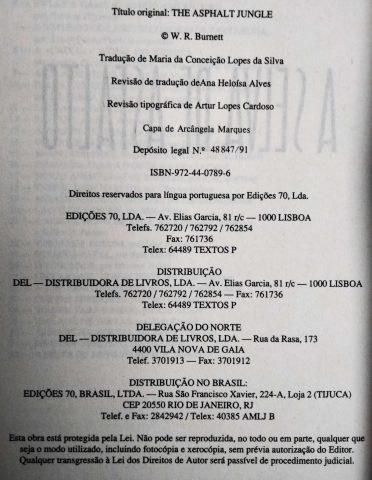 Título original: THE ASPHALT JUNGLE
© W. R. Burnett
Tradução de Maria da Conceição Lopes da Silva
Revisão de tradução deAna Heloísa Alves
Revisão tipográfica de Artur Lopes Cardoso
Capa de Arcângela Marques
Depósito legal N.º 48 847/91
ISBN-972-44-0789-6
Direitos reservados para língua portuguesa por Edições 70, Lda.
EDIÇÕES 70, LDA. — Av. Elias Garcia, 81 r/c — 1000 LISBOA
Telefs. 762720 / 762792 / 762854
Fax: 761736
Telex: 64489 TEXTOS P
DISTRIBUIÇÃO
DEL — DISTRIBUIDORA DE LIVROS, LDA. — Av. Elias Garcia, 81 r/c — 1000 LISBOA
Telefs. 762720 / 762792 / 762854 — Fax: 761736
Telex: 64489 TEXTOS P
DELEGAÇÃO DO NORTE
DEL — DISTRIBUIDORA DE LIVROS, LDA. — Rua da Rasa, 173
4400 VILA NOVA DE GAIA
Telef. 3701913 — Fax: 3701912
DISTRIBUIÇÃO NO BRASIL:
EDIÇÕES 70, BRASIL, LTDA. — Rua São Francisco Xavier, 224-A, Loja 2 (TIJUCA)
CEP 20550 RIO DE JANEIRO, RJ
Telef. e Fax: 2842942 / Telex: 40385 AMLJ B
Esta obra está protegida pela Lei. Não pode ser reproduzida, no todo ou em parte, qualquer que
seja o modo utilizado, incluindo fotocópia e xerocópia, sem prévia autorização do Editor.
Qualquer transgressão à Lei dos Direitos de Autor será passível de procedimento judicial.